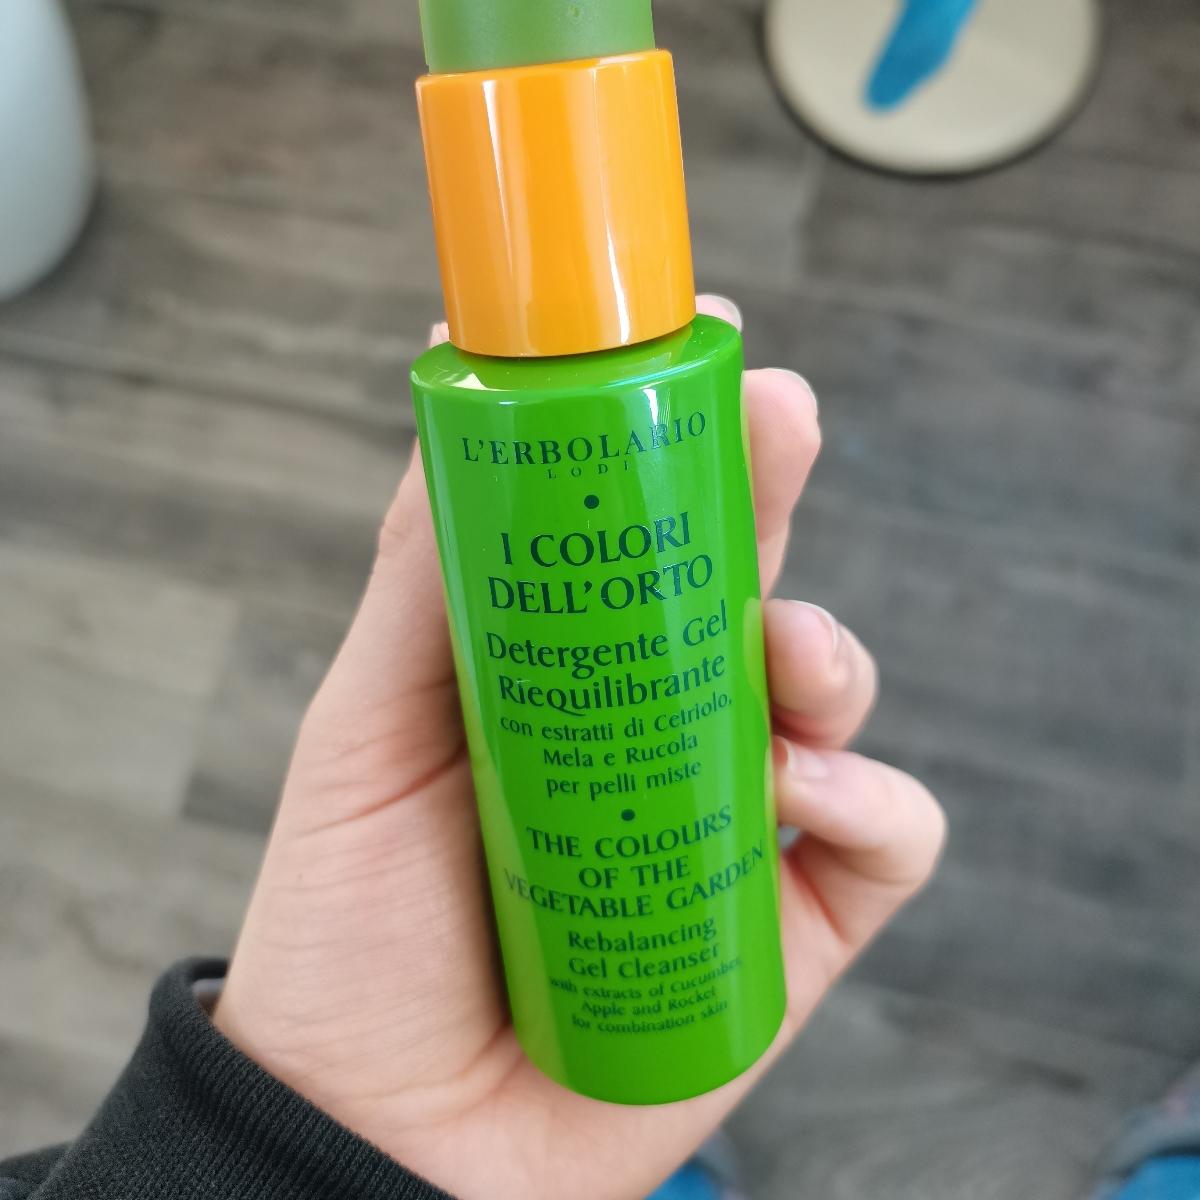 L'ERBOLARIO
LODI
•
I COLORI
DELL'ORTO
Detergente Gel
Riequilibrante
con estratti di Cetriolo,
Mela e Rucola
per pelli miste
•
THE COLOURS
OF THE
VEGETABLE GARDEN
Rebalancing
Gel Cleanser
with extracts of Cucumber,
Apple and Rocket
for combination skin